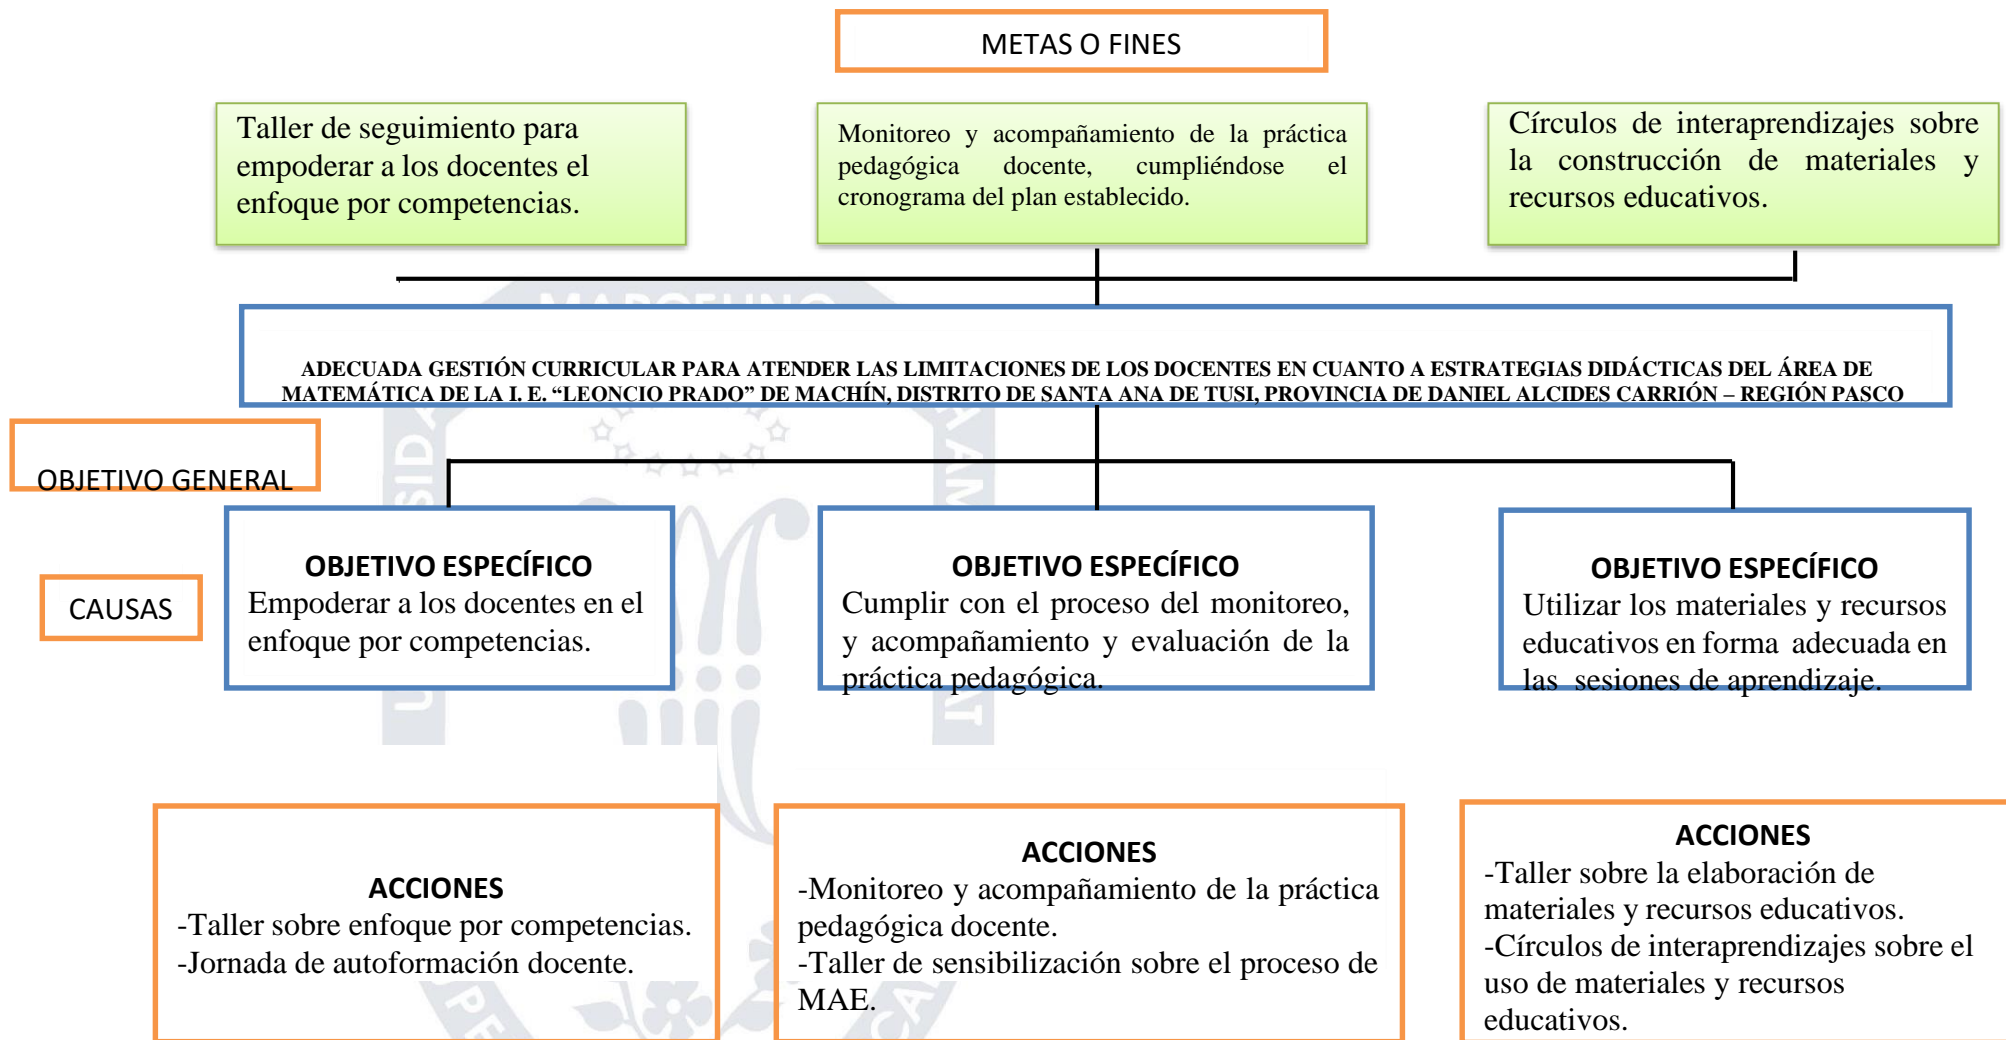 METAS O FINES
Taller de seguimiento para
empoderar a los docentes el
enfoque por competencias.
Monitoreo y acompañamiento de la práctica
pedagógica docente, cumpliéndose el
cronograma del plan establecido.
Círculos de interaprendizajes sobre
la construcción de materiales y
recursos educativos.
ADECUADA GESTIÓN CURRICULAR PARA ATENDER LAS LIMITACIONES DE LOS DOCENTES EN CUANTO A ESTRATEGIAS DIDÁCTICAS DEL ÁREA DE
MATEMÁTICA DE LA I. E. “LEONCIO PRADO” DE MACHÍN, DISTRITO DE SANTA ANA DE TUSI, PROVINCIA DE DANIEL ALCIDES CARRIÓN – REGIÓN PASCO
OBJETIVO GENERAL
CAUSAS
OBJETIVO ESPECÍFICO
Empoderar a los docentes en el
enfoque por competencias.
OBJETIVO ESPECÍFICO
Cumplir con el proceso del monitoreo,
y acompañamiento y evaluación de la
práctica pedagógica.
OBJETIVO ESPECÍFICO
Utilizar los materiales y recursos
educativos en forma adecuada en
las sesiones de aprendizaje.
ACCIONES
-Taller sobre enfoque por competencias.
-Jornada de autoformación docente.
ACCIONES
-Monitoreo y acompañamiento de la práctica
pedagógica docente.
-Taller de sensibilización sobre el proceso de
MAE.
ACCIONES
-Taller sobre la elaboración de
materiales y recursos educativos.
-Círculos de interaprendizajes sobre el
uso de materiales y recursos
educativos.